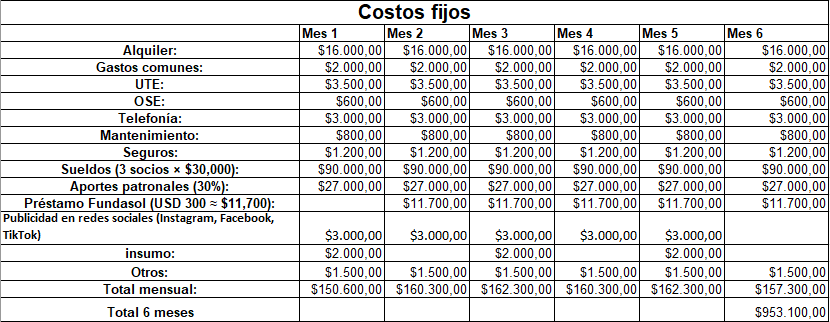 Costos fijos
Mes 1 Mes 2 Mes 3 Mes 4 Mes 5 Mes 6
Alquiler: $16.000,00 $16.000,00 $16.000,00 $16.000,00 $16.000,00 $16.000,00
Gastos comunes: $2.000,00 $2.000,00 $2.000,00 $2.000,00 $2.000,00 $2.000,00
UTE: $3.500,00 $3.500,00 $3.500,00 $3.500,00 $3.500,00 $3.500,00
OSE: $600,00 $600,00 $600,00 $600,00 $600,00 $600,00
Telefonía: $3.000,00 $3.000,00 $3.000,00 $3.000,00 $3.000,00 $3.000,00
Mantenimiento: $800,00 $800,00 $800,00 $800,00 $800,00 $800,00
Seguros: $1.200,00 $1.200,00 $1.200,00 $1.200,00 $1.200,00 $1.200,00
Sueldos (3 socios × $30,000): $90.000,00 $90.000,00 $90.000,00 $90.000,00 $90.000,00 $90.000,00
Aportes patronales (30%): $27.000,00 $27.000,00 $27.000,00 $27.000,00 $27.000,00 $27.000,00
Préstamo Fundasol (USD 300 ≈ $11,700): $11.700,00 $11.700,00 $11.700,00 $11.700,00 $11.700,00
Publicidad en redes sociales (Instagram, Facebook,
TikTok) $3.000,00 $3.000,00 $3.000,00 $3.000,00 $3.000,00
insumo: $2.000,00 $2.000,00 $2.000,00
Otros: $1.500,00 $1.500,00 $1.500,00 $1.500,00 $1.500,00 $1.500,00
Total mensual: $150.600,00 $160.300,00 $162.300,00 $160.300,00 $162.300,00 $157.300,00
Total 6 meses $953.100,00